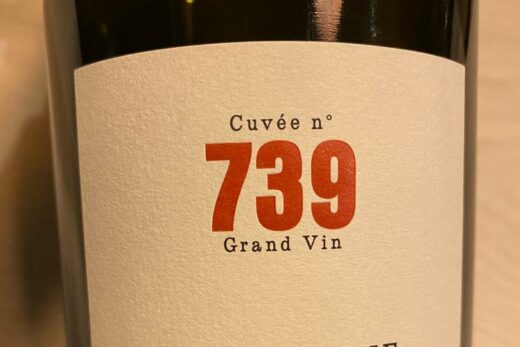 Cuvée n°
739
Grand Vin